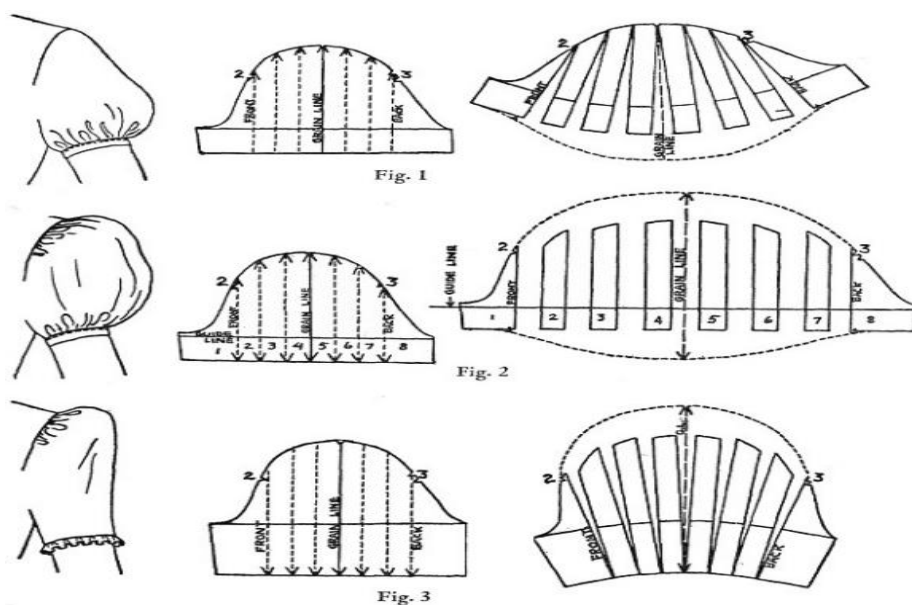 2
3
FRONT
GRAIN LINE
BACK
2
3
FRONT
GRAIN LINE
BACK
Fig. 1
2
3
FRONT
GRAIN LINE
BACK
GUIDE LINE
1 2 3 4 5 6 7 8
GUIDE LINE
2
3
FRONT
GRAIN LINE
BACK
1 2 3 4 5 6 7 8
Fig. 2
2
3
FRONT
GRAIN LINE
BACK
2
3
FRONT
BACK
Fig. 3